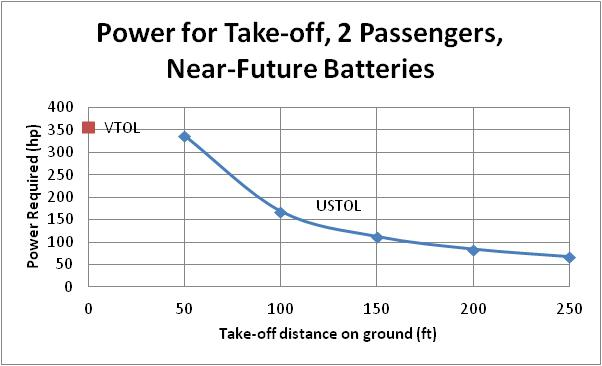 Power for Take-off, 2 Passengers,
Near-Future Batteries
Power Required (hp)
400
350
300
250
200
150
100
50
0
VTOL
USTOL
0 50 100 150 200 250
Take-off distance on ground (ft)